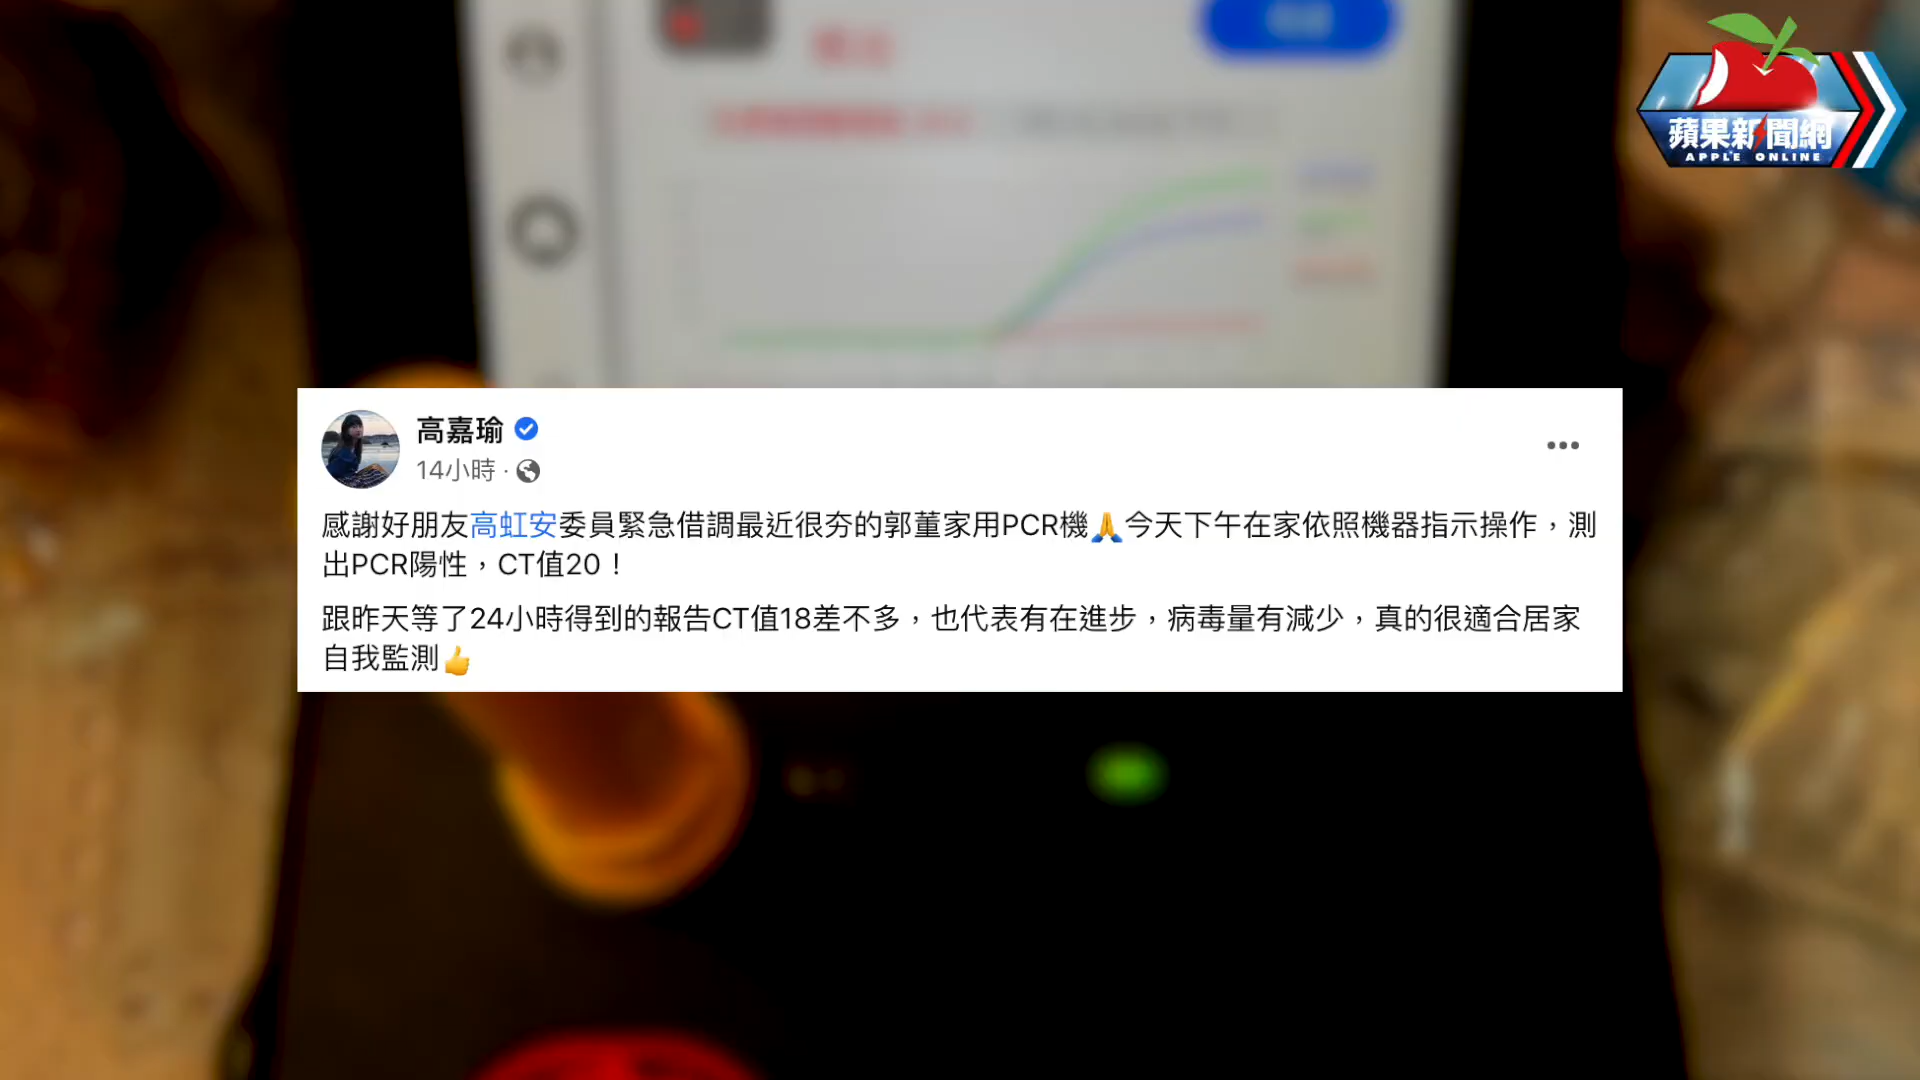 蘋果新聞網
APPLE ONLINE
高嘉瑜
14小時 ·
感謝好朋友高虹安委員緊急借調最近很夯的郭董家用PCR機🙏今天下午在家依照機器指示操作，測
出PCR陽性，CT值20！
跟昨天等了24小時得到的報告CT值18差不多，也代表有在進步，病毒量有減少，真的很適合居家
自我監測👍